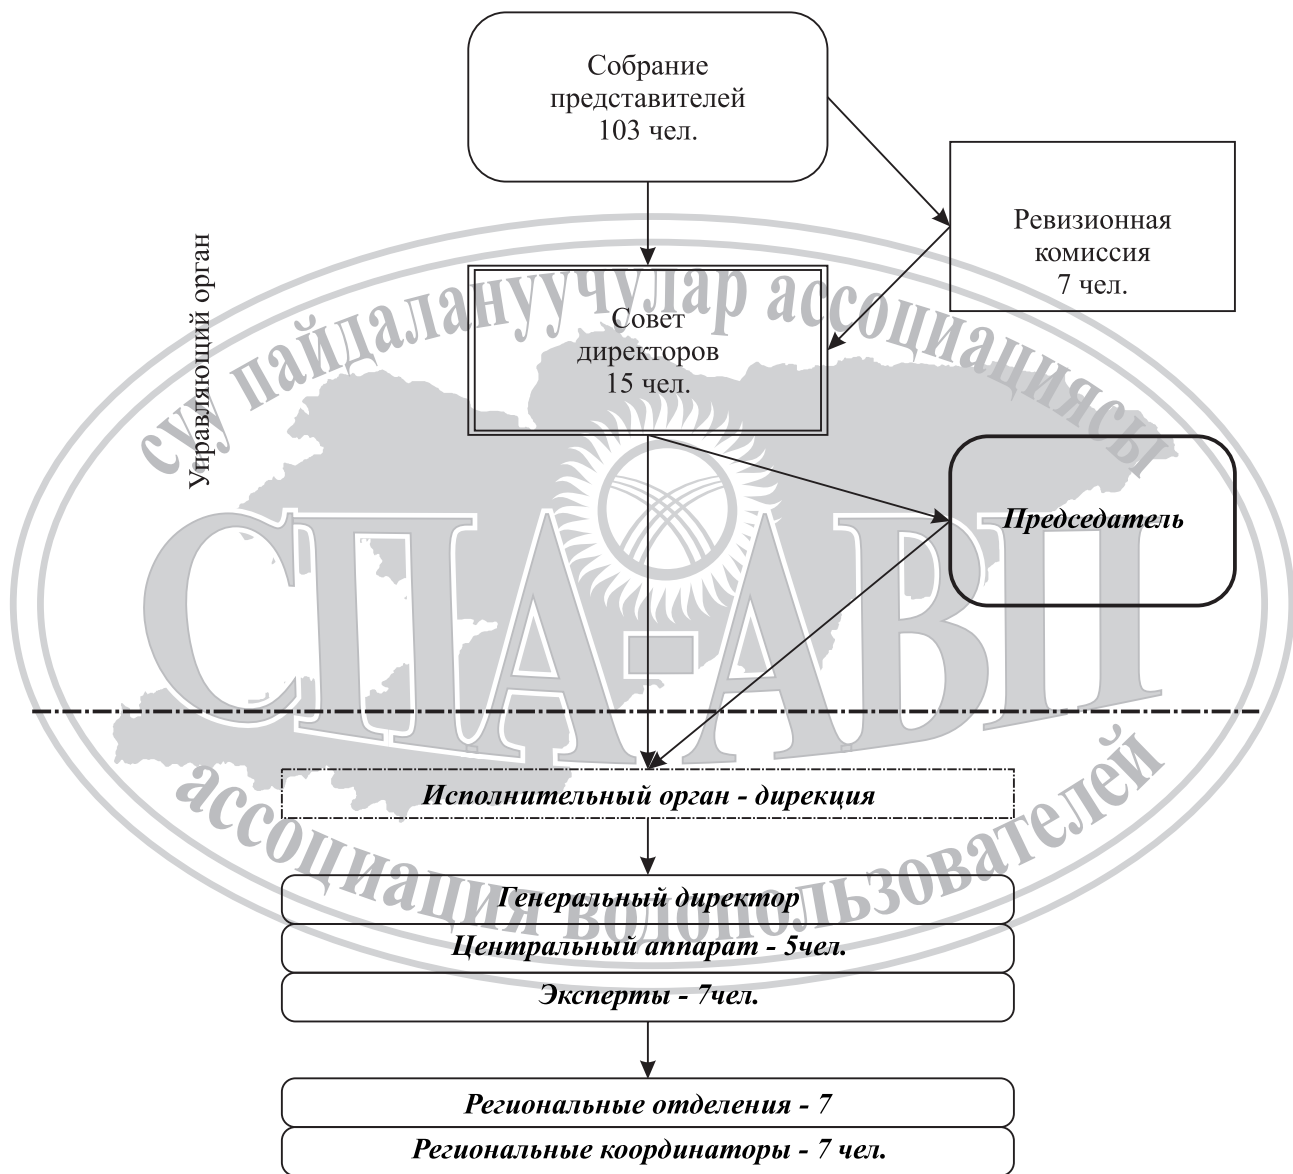 Собрание
представителей
103 чел.
Ревизионная
комиссия
7 чел.
Управляющий орган
суу пайдалануучулар ассоциациясы
Совет
директоров
15 чел.
Председатель
СПА-АВП
Исполнительный орган - дирекция
ассоциация водопользователей
Генеральный директор
Центральный аппарат - 5чел.
Эксперты - 7чел.
Региональные отделения - 7
Региональные координаторы - 7 чел.